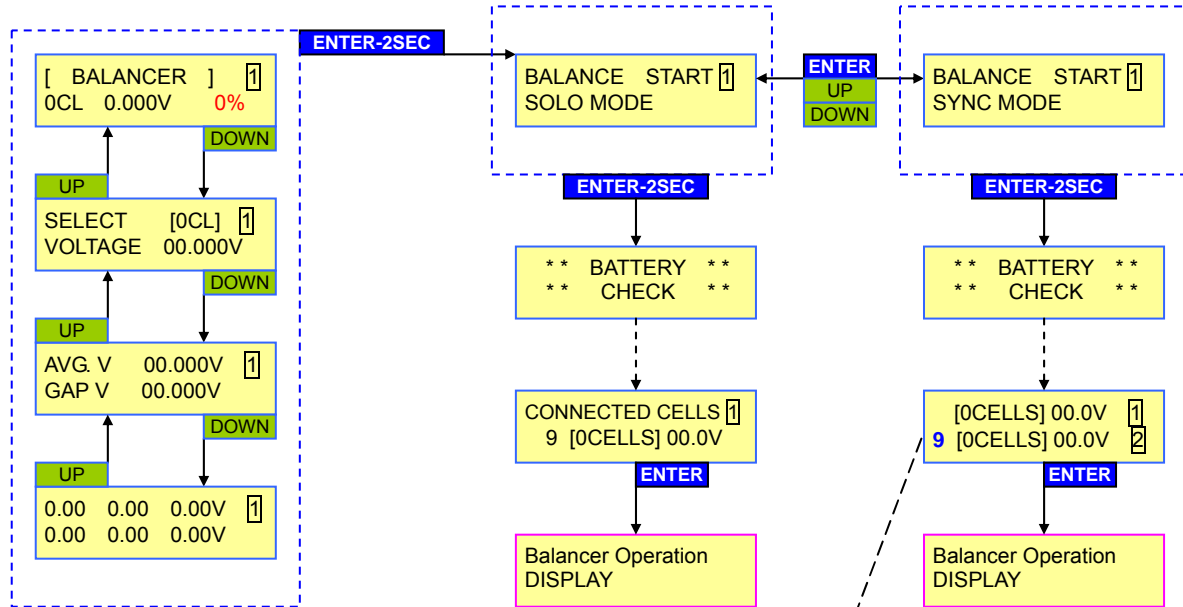 ENTER-2SEC
[ BALANCER ] 1
0CL 0.000V 0%
DOWN
UP
SELECT [0CL] 1
VOLTAGE 00.000V
DOWN
UP
AVG. V 00.000V 1
GAP V 00.000V
DOWN
UP
0.00 0.00 0.00V 1
0.00 0.00 0.00V
BALANCE START 1
SOLO MODE
ENTER
UP
DOWN
BALANCE START 1
SYNC MODE
ENTER-2SEC
** BATTERY **
** CHECK **
CONNECTED CELLS 1
9 [0CELLS] 00.0V
ENTER
Balancer Operation
DISPLAY
ENTER-2SEC
** BATTERY **
** CHECK **
[0CELLS] 00.0V 1
9 [0CELLS] 00.0V 2
ENTER
Balancer Operation
DISPLAY